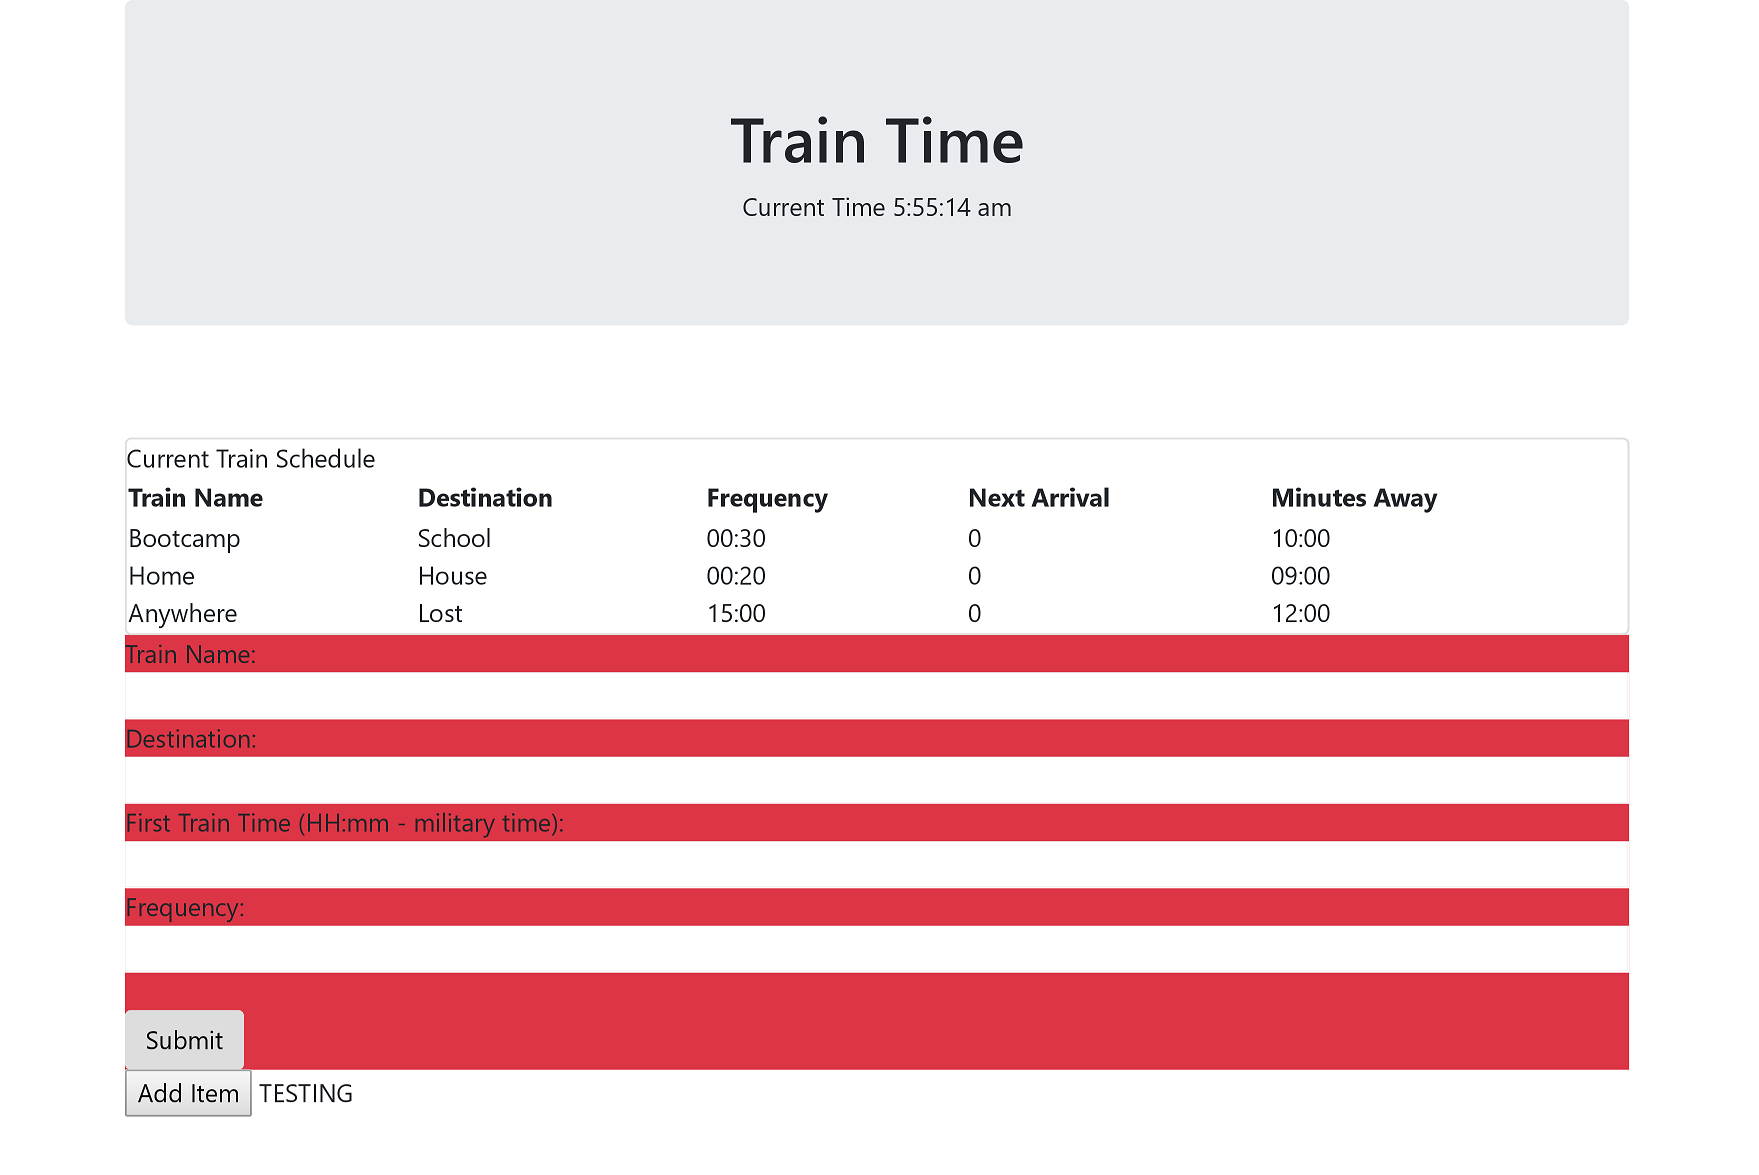 Train Time
Current Time 5:55:14 am
Current Train Schedule
Train Name Destination Frequency Next Arrival Minutes Away
Bootcamp School 00:30 0 10:00
Home House 00:20 0 09:00
Anywhere Lost 15:00 0 12:00
Train Name:
Destination:
First Train Time (HH:mm - military time):
Frequency:
Submit
Add Item TESTING